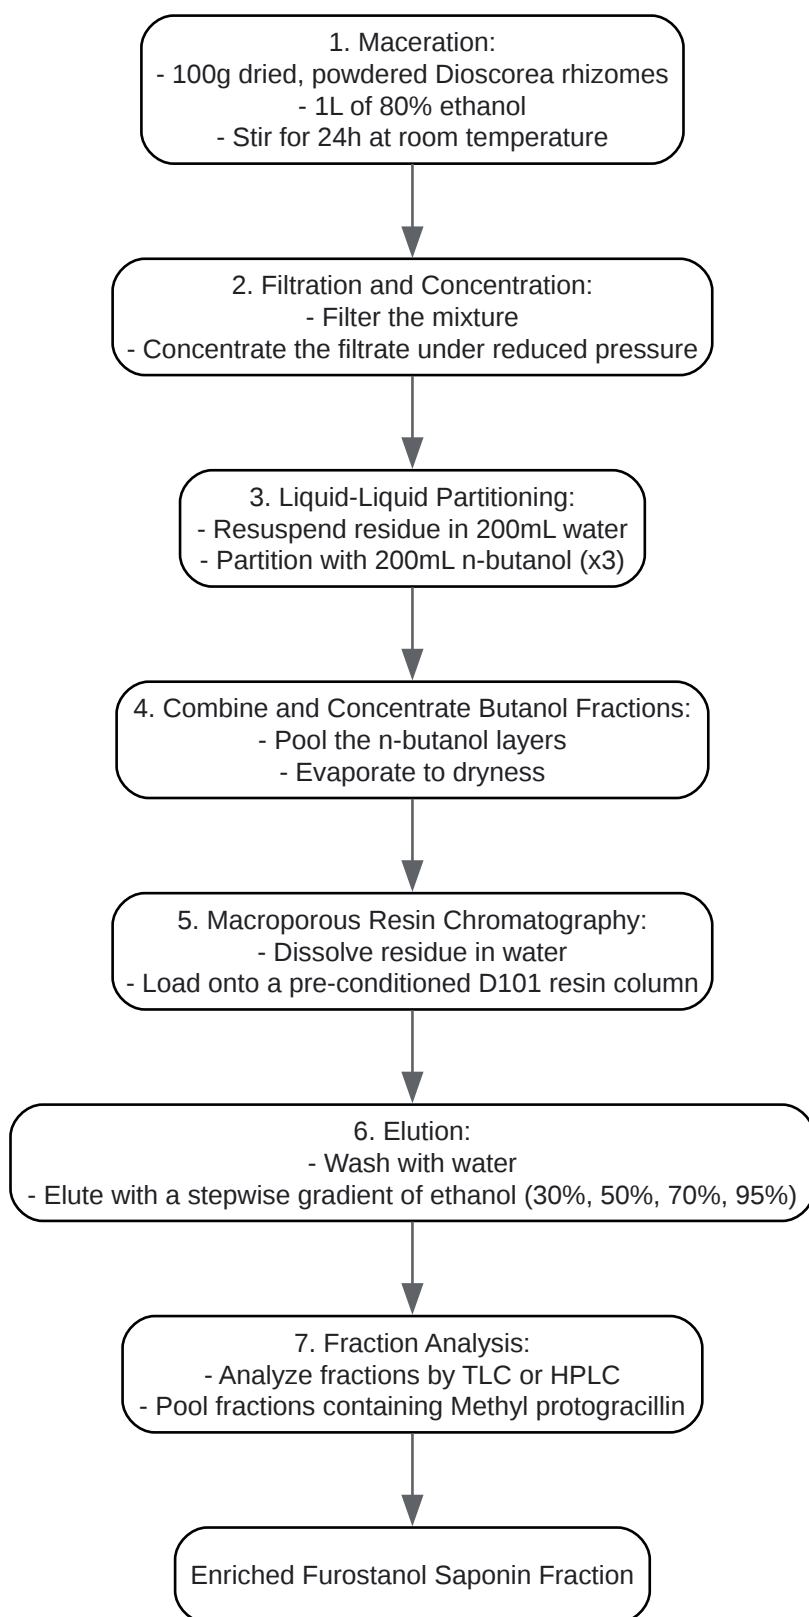 1. Maceration:
- 100g dried, powdered Dioscorea rhizomes
- 1L of 80% ethanol
- Stir for 24h at room temperature
2. Filtration and Concentration:
- Filter the mixture
- Concentrate the filtrate under reduced pressure
3. Liquid-Liquid Partitioning:
- Resuspend residue in 200mL water
- Partition with 200mL n-butanol (x3)
4. Combine and Concentrate Butanol Fractions:
- Pool the n-butanol layers
- Evaporate to dryness
5. Macroporous Resin Chromatography:
- Dissolve residue in water
- Load onto a pre-conditioned D101 resin column
6. Elution:
- Wash with water
- Elute with a stepwise gradient of ethanol (30%, 50%, 70%, 95%)
7. Fraction Analysis:
- Analyze fractions by TLC or HPLC
- Pool fractions containing Methyl protogracillin
Enriched Furostanol Saponin Fraction